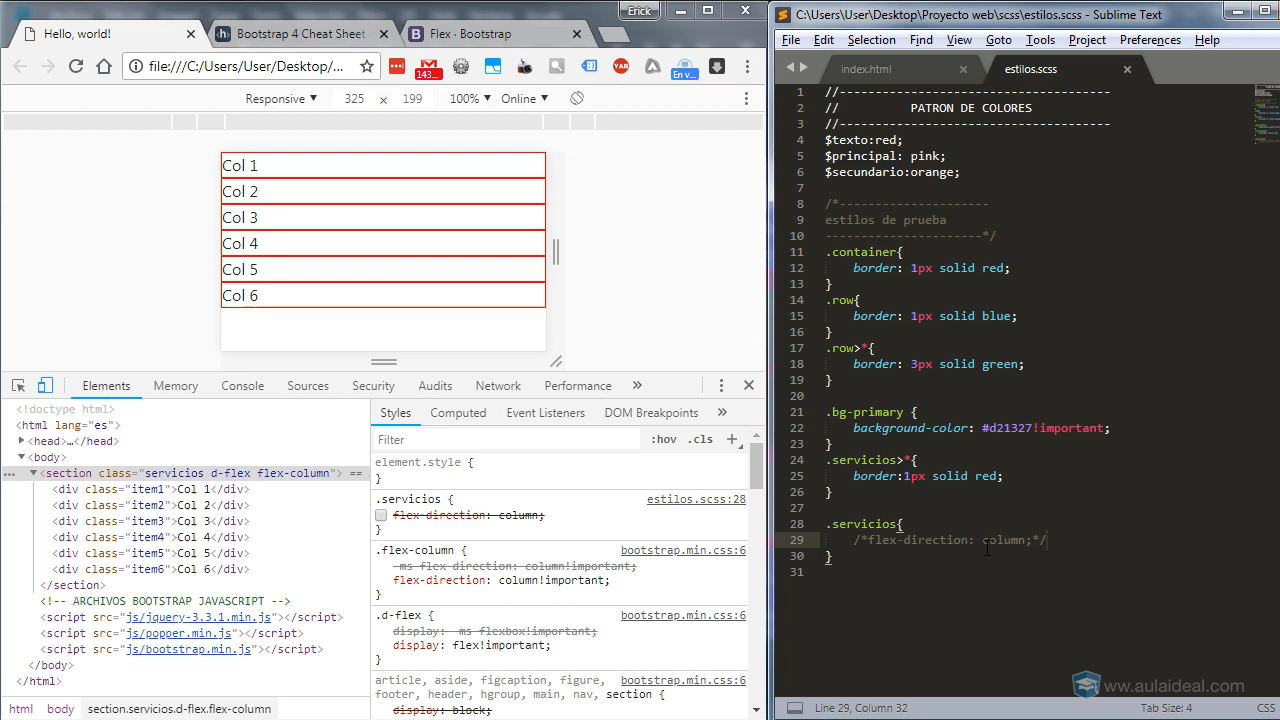 Erick
Hello, world!
Bootstrap 4 Cheat Sheet
Flex · Bootstrap
file:///C:/Users/User/Desktop/...
143...
YAB
En v...
Responsive
325
×
199
100%
Online
Col 1
Col 2
Col 3
Col 4
Col 5
Col 6
Elements
Memory
Console
Sources
Security
Audits
Network
Performance
»
<!doctype html>
<html lang="es">
<head>…</head>
<body>
<section class="servicios d-flex flex-column"> ==
<div class="item1">Col 1</div>
<div class="item2">Col 2</div>
<div class="item3">Col 3</div>
<div class="item4">Col 4</div>
<div class="item5">Col 5</div>
<div class="item6">Col 6</div>
</section>
<!-- ARCHIVOS BOOTSTRAP JAVASCRIPT -->
<script src="js/jquery-3.3.1.min.js"></script>
<script src="js/popper.min.js"></script>
<script src="js/bootstrap.min.js"></script>
</body>
</html>
html
body
section.servicios.d-flex.flex-column
Styles
Computed
Event Listeners
DOM Breakpoints
»
Filter
:hov
.cls
+
element.style {
}
.servicios {
estilos.scss:28
flex-direction: column;
}
.flex-column {
bootstrap.min.css:6
-ms-flex-direction: column!important;
flex-direction: column!important;
}
.d-flex {
bootstrap.min.css:6
display: -ms-flexbox!important;
display: flex!important;
}
article, aside, figcaption, figure,
bootstrap.min.css:6
footer, header, hgroup, main, nav, section {
display: block;
C:\Users\User\Desktop\Proyecto web\scss\estilos.scss - Sublime Text
File Edit Selection Find View Goto Tools Project Preferences Help
index.html
estilos.scss
1 //--------------------------------------
2 // PATRON DE COLORES
3 //--------------------------------------
4 $texto:red;
5 $principal: pink;
6 $secundario:orange;
7
8 /*---------------------
9 estilos de prueba
10 ----------------------*/
11 .container{
12 border: 1px solid red;
13 }
14 .row{
15 border: 1px solid blue;
16 }
17 .row>*{
18 border: 3px solid green;
19 }
20
21 .bg-primary {
22 background-color: #d21327!important;
23 }
24 .servicios>*{
25 border:1px solid red;
26 }
27
28 .servicios{
29 /*flex-direction: column;*/
30 }
31
www.aulaideal.com
Line 29, Column 32
Tab Size: 4
CSS